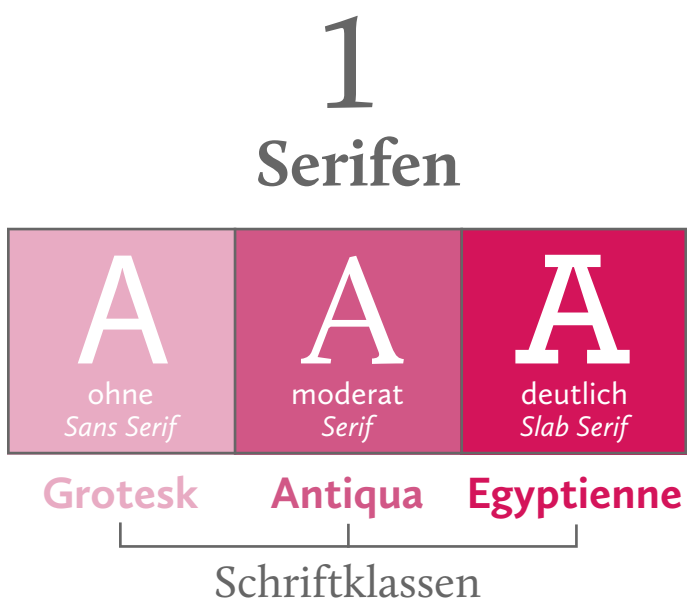 1
Serifen
A A A
ohne moderat deutlich
Sans Serif Serif Slab Serif
Grotesk Antiqua Egyptienne
Schriftklassen